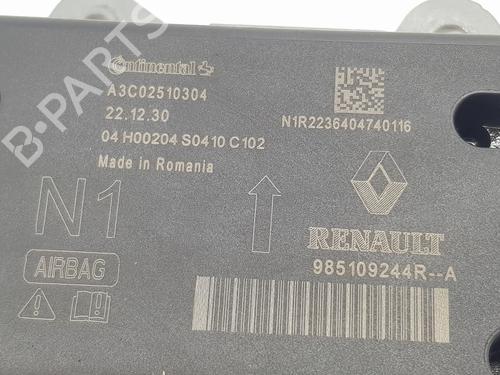 Continental
A3C02510304
22.12.30
04 H00204 S0410 C102
Made in Romania
N1R2236404740116
N1
AIRBAG
RENAULT
985109244R--A
B-PARTS